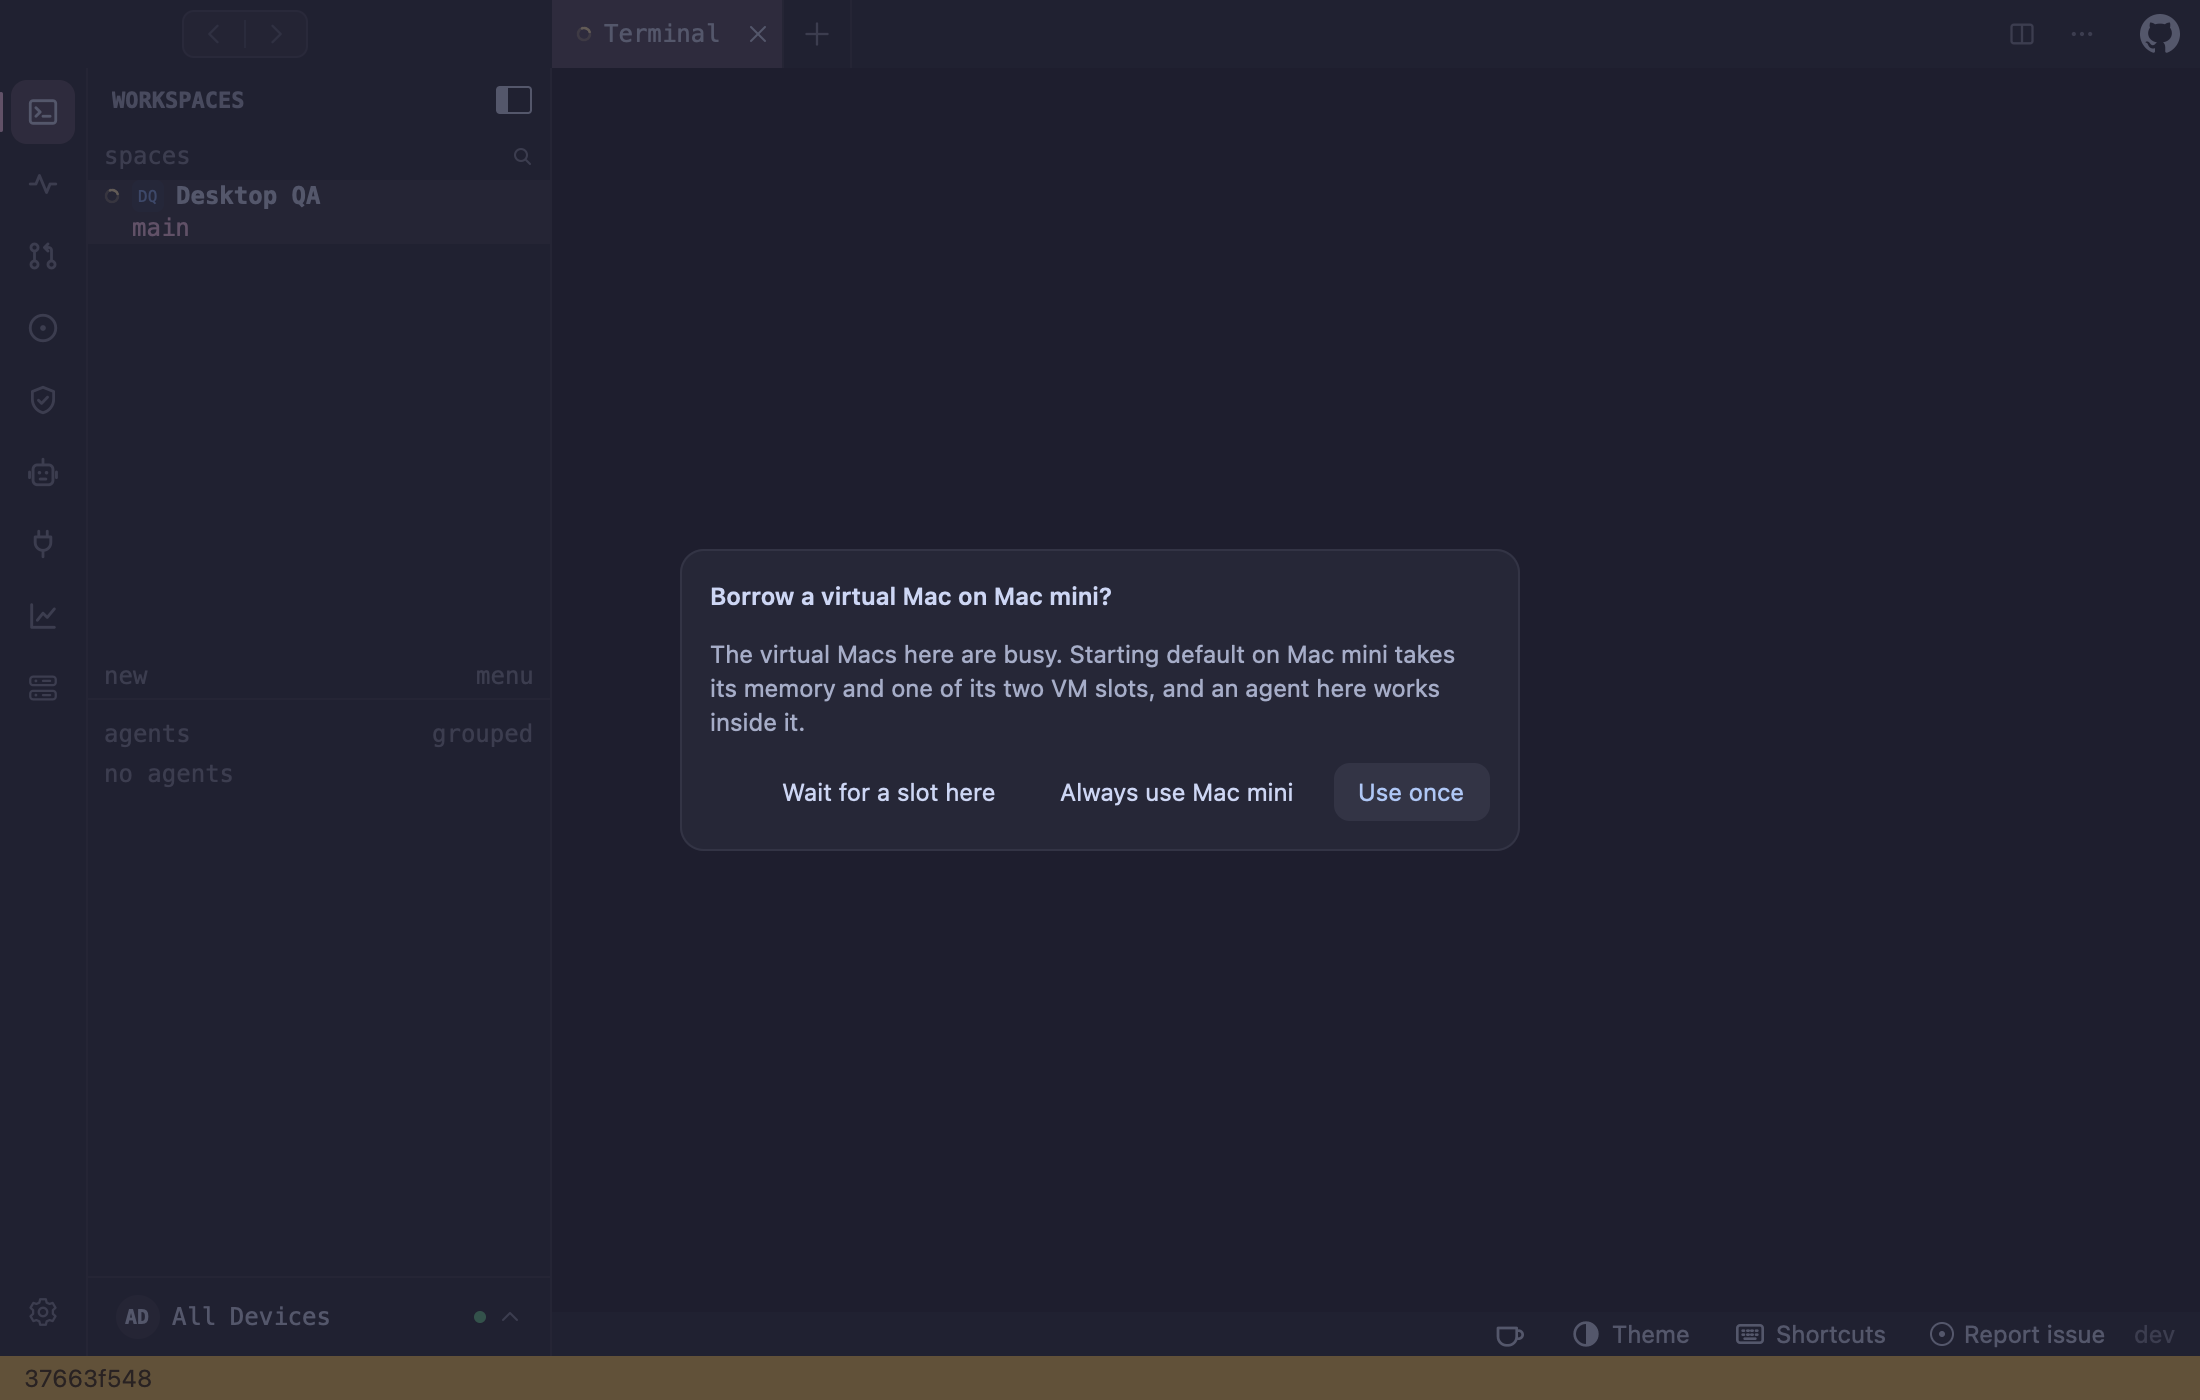 Terminal
WORKSPACES
spaces
DQ Desktop QA
main
new menu
agents grouped
no agents
Borrow a virtual Mac on Mac mini?
The virtual Macs here are busy. Starting default on Mac mini takes
its memory and one of its two VM slots, and an agent here works
inside it.
Wait for a slot here Always use Mac mini Use once
AD All Devices
Theme Shortcuts Report issue dev
37663f548